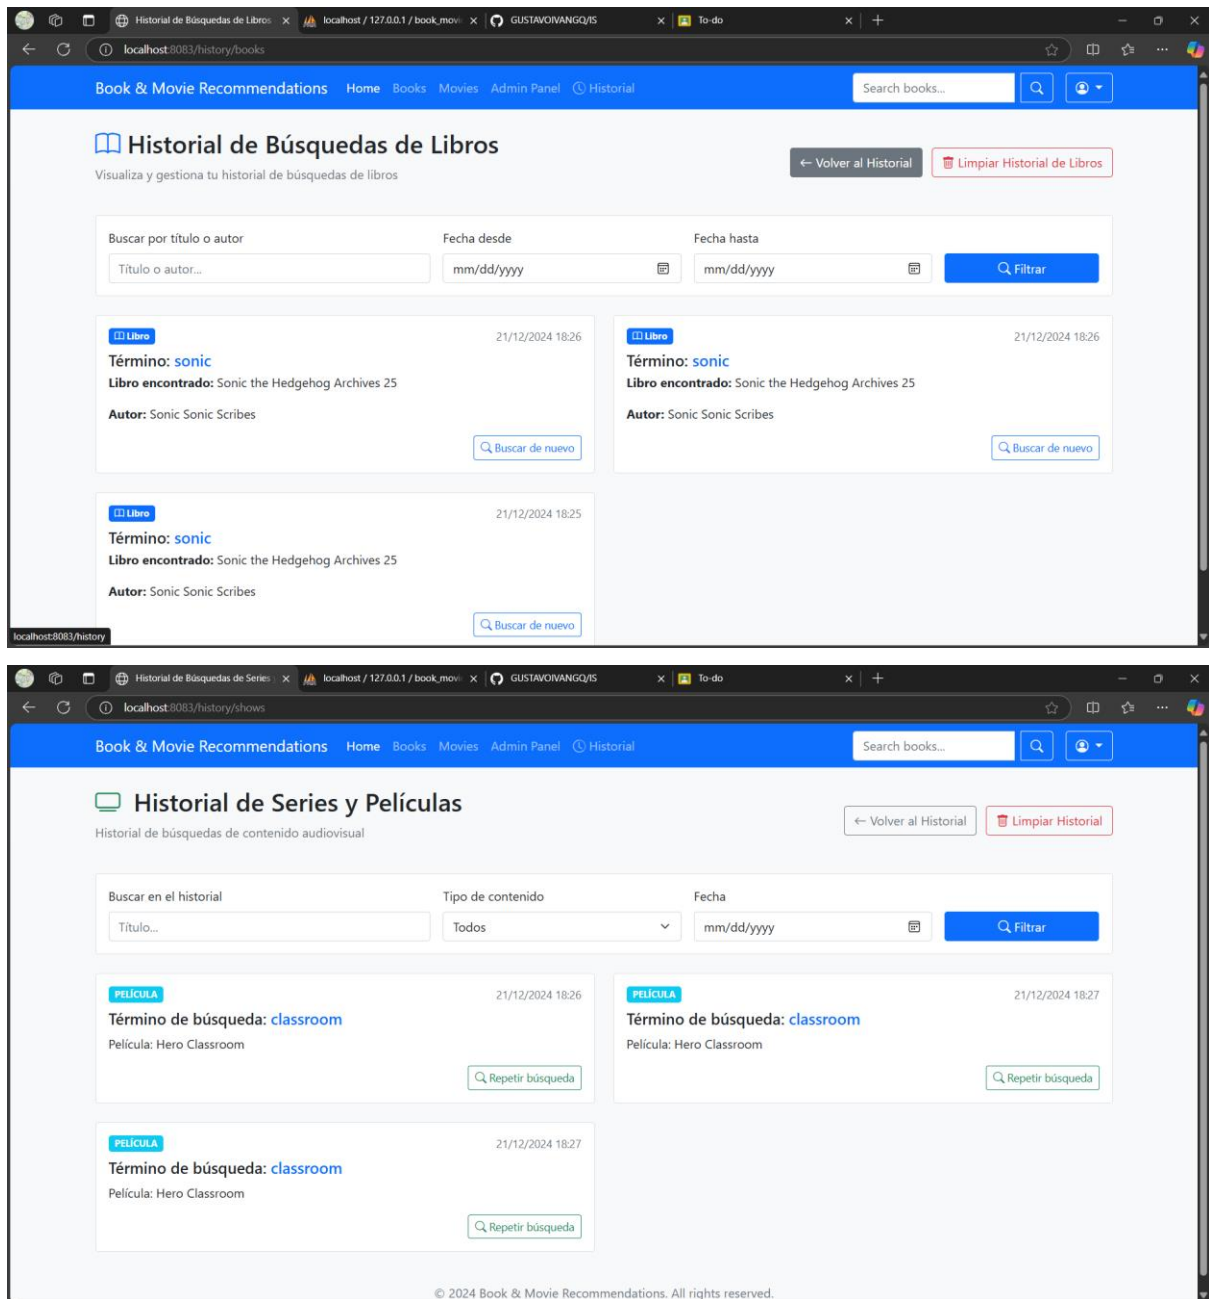 Historial de Búsquedas de Libros
localhost / 127.0.0.1 / book_movi
GUSTAVOIVANGQ/IS
To-do
localhost:8083/history/books
Book & Movie Recommendations Home Books Movies Admin Panel Historial
Search books...
Historial de Búsquedas de Libros
Visualiza y gestiona tu historial de búsquedas de libros
← Volver al Historial
Limpiar Historial de Libros
Buscar por título o autor
Fecha desde
Fecha hasta
Título o autor...
mm/dd/yyyy
mm/dd/yyyy
Filtrar
Libro
21/12/2024 18:26
Término: sonic
Libro encontrado: Sonic the Hedgehog Archives 25
Autor: Sonic Sonic Scribes
Buscar de nuevo
Libro
21/12/2024 18:26
Término: sonic
Libro encontrado: Sonic the Hedgehog Archives 25
Autor: Sonic Sonic Scribes
Buscar de nuevo
Libro
21/12/2024 18:25
Término: sonic
Libro encontrado: Sonic the Hedgehog Archives 25
Autor: Sonic Sonic Scribes
Buscar de nuevo
localhost:8083/history
Historial de Búsquedas de Series
localhost / 127.0.0.1 / book_movi
GUSTAVOIVANGQ/IS
To-do
localhost:8083/history/shows
Book & Movie Recommendations Home Books Movies Admin Panel Historial
Search books...
Historial de Series y Películas
Historial de búsquedas de contenido audiovisual
← Volver al Historial
Limpiar Historial
Buscar en el historial
Tipo de contenido
Fecha
Título...
Todos
mm/dd/yyyy
Filtrar
PELÍCULA
21/12/2024 18:26
Término de búsqueda: classroom
Película: Hero Classroom
Repetir búsqueda
PELÍCULA
21/12/2024 18:27
Término de búsqueda: classroom
Película: Hero Classroom
Repetir búsqueda
PELÍCULA
21/12/2024 18:27
Término de búsqueda: classroom
Película: Hero Classroom
Repetir búsqueda
© 2024 Book & Movie Recommendations. All rights reserved.